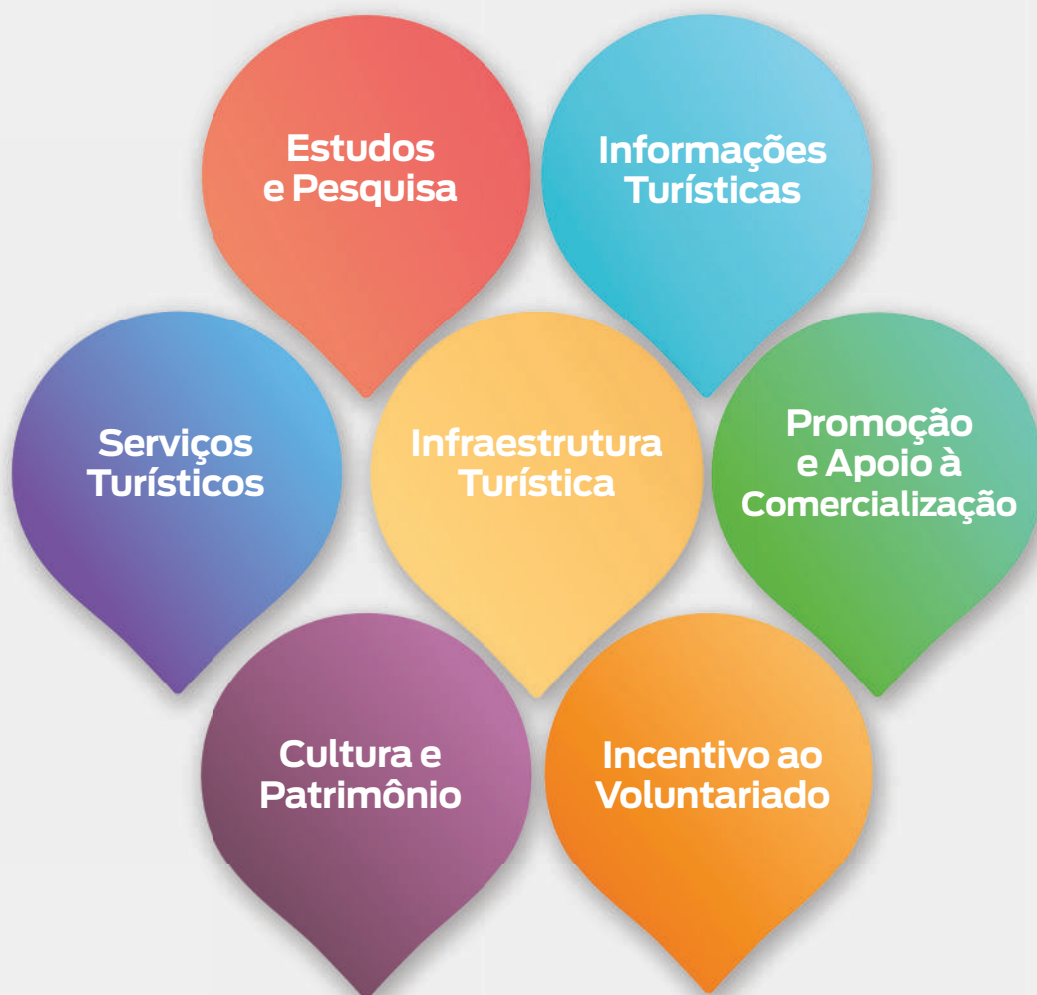 Estudos
e Pesquisa
Informações
Turísticas
Serviços
Turísticos
Infraestrutura
Turística
Promoção
e Apoio à
Comercialização
Cultura e
Patrimônio
Incentivo ao
Voluntariado